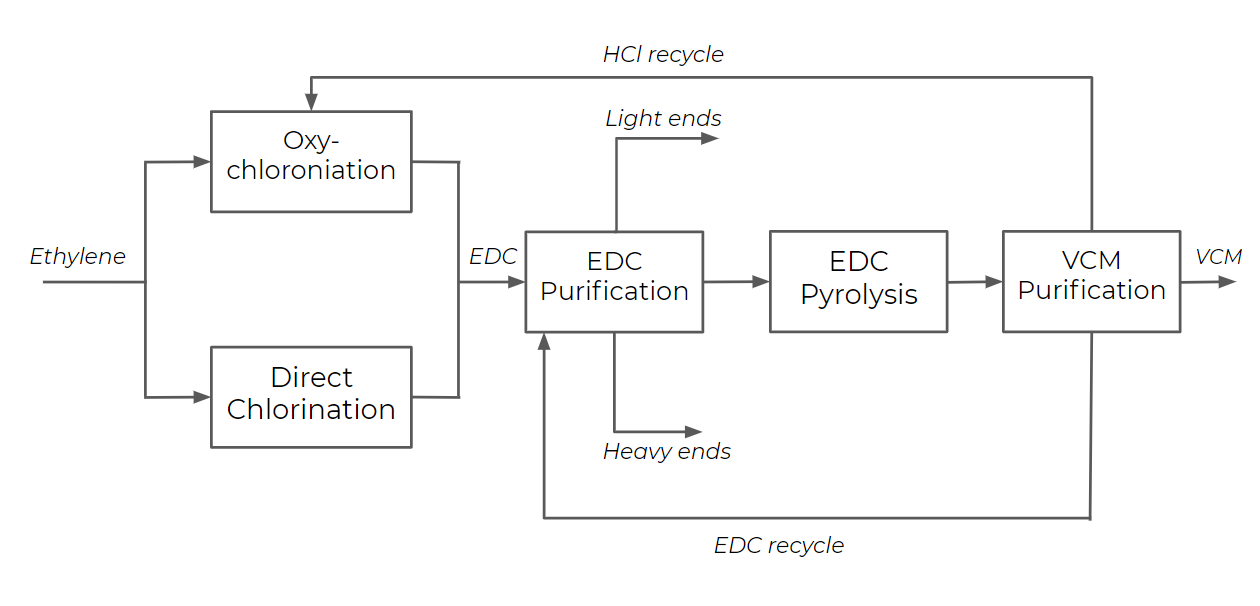 HCl recycle
Light ends
Oxy-
chloroniation
Ethylene
EDC
EDC
Purification
EDC
Pyrolysis
VCM
Purification
VCM
Direct
Chlorination
Heavy ends
EDC recycle